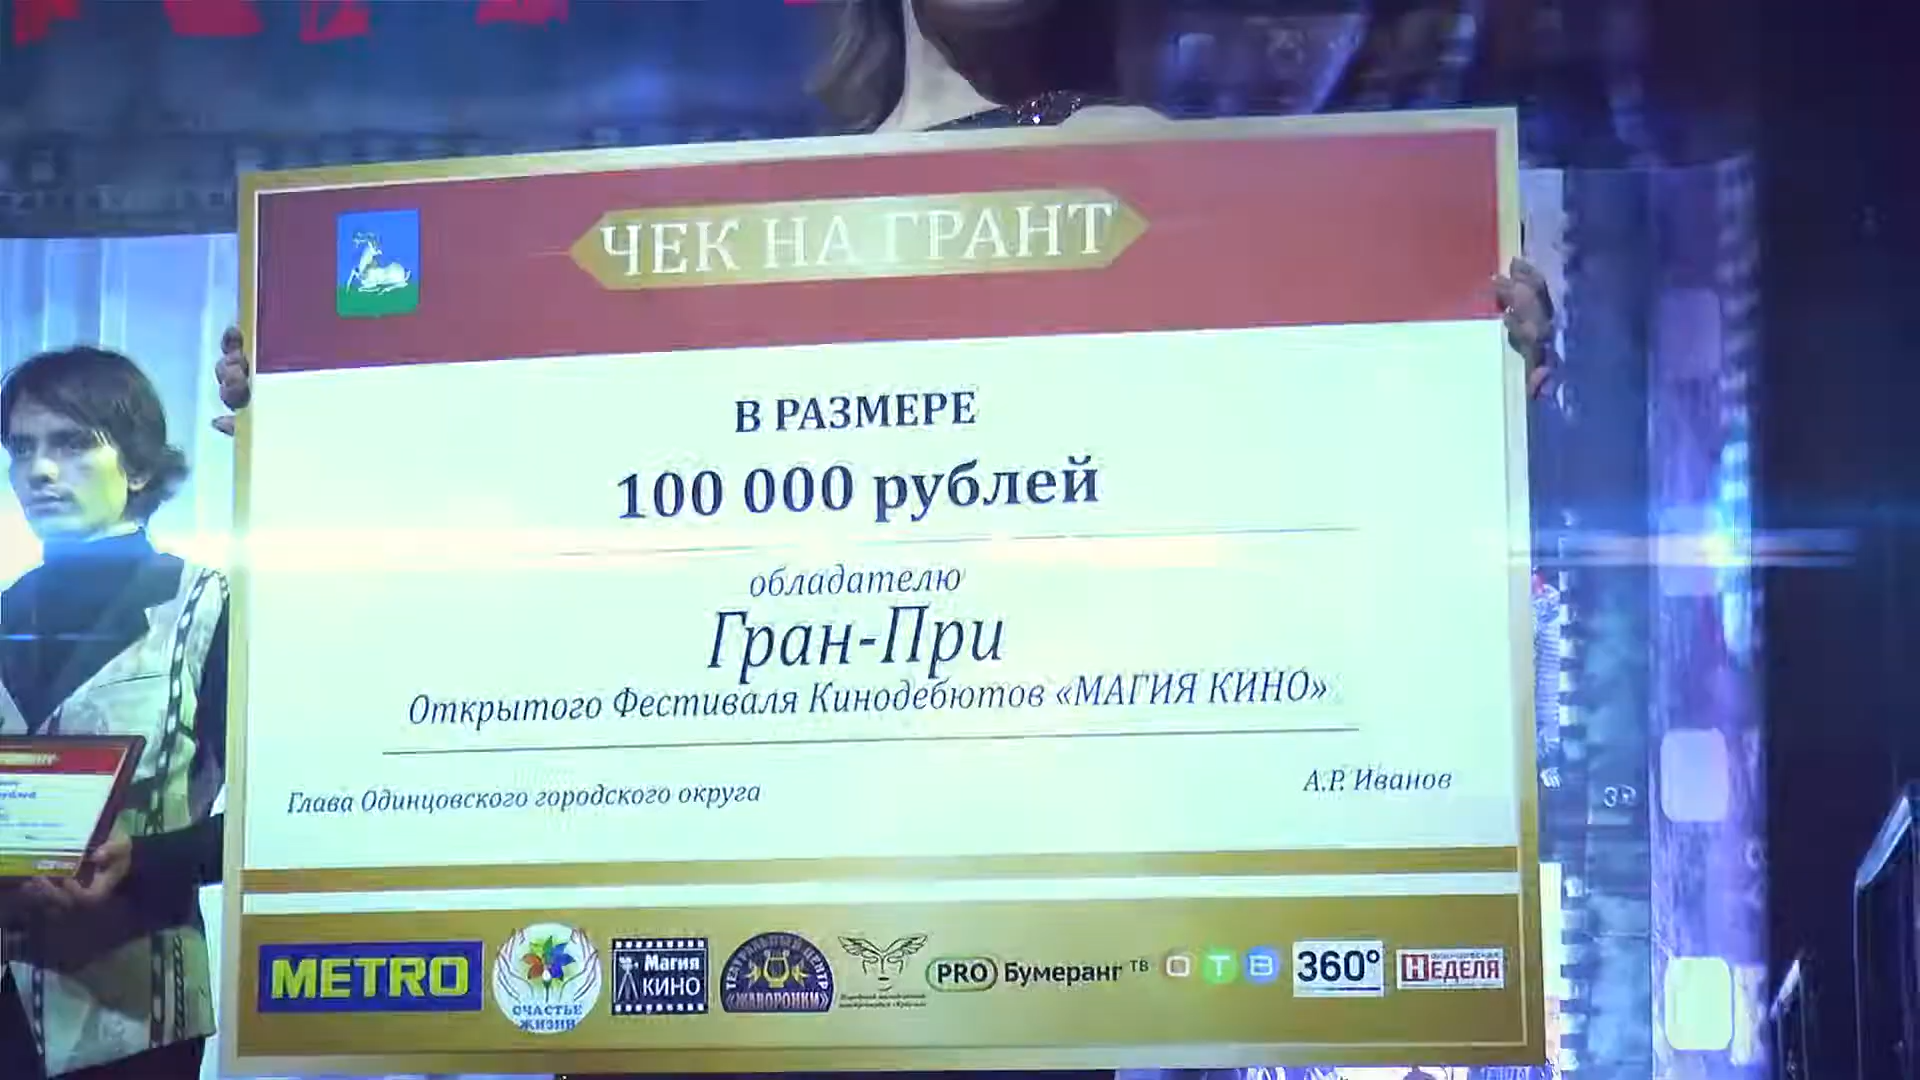 ЧЕК НА ГРАНТ
В РАЗМЕРЕ
100 000 рублей
обладателю
Гран-При
Открытого Фестиваля Кинодебютов «МАГИЯ КИНО»
Глава Одинцовского городского округа
А.Р. Иванов
METRO
СЧАСТЬЕ
ЖИЗНИ
Магия
КИНО
ТЕАТРАЛЬНЫЙ ЦЕНТР
«ЖАВОРОНКИ»
PRO Бумеранг ТВ
О Т В
360°
НЕДЕЛЯ
38